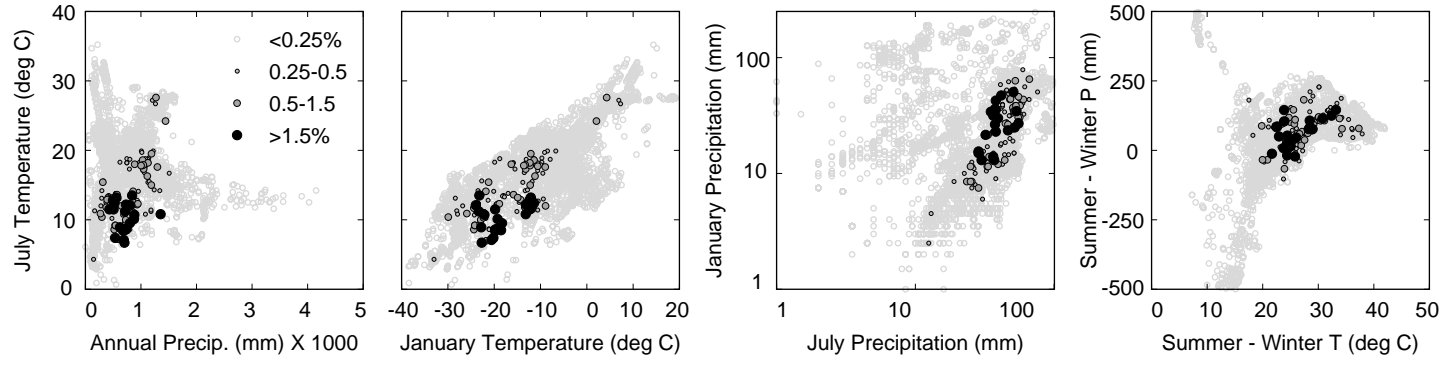 July Temperature (deg C)
40
30
20
10
0
<0.25%
0.25-0.5
0.5-1.5
>1.5%
0 1 2 3 4 5
Annual Precip. (mm) X 1000
-40 -30 -20 -10 0 10 20
January Temperature (deg C)
January Precipitation (mm)
100
10
1
1 10 100
July Precipitation (mm)
Summer - Winter P (mm)
500
250
0
-250
-500
0 10 20 30 40 50
Summer - Winter T (deg C)